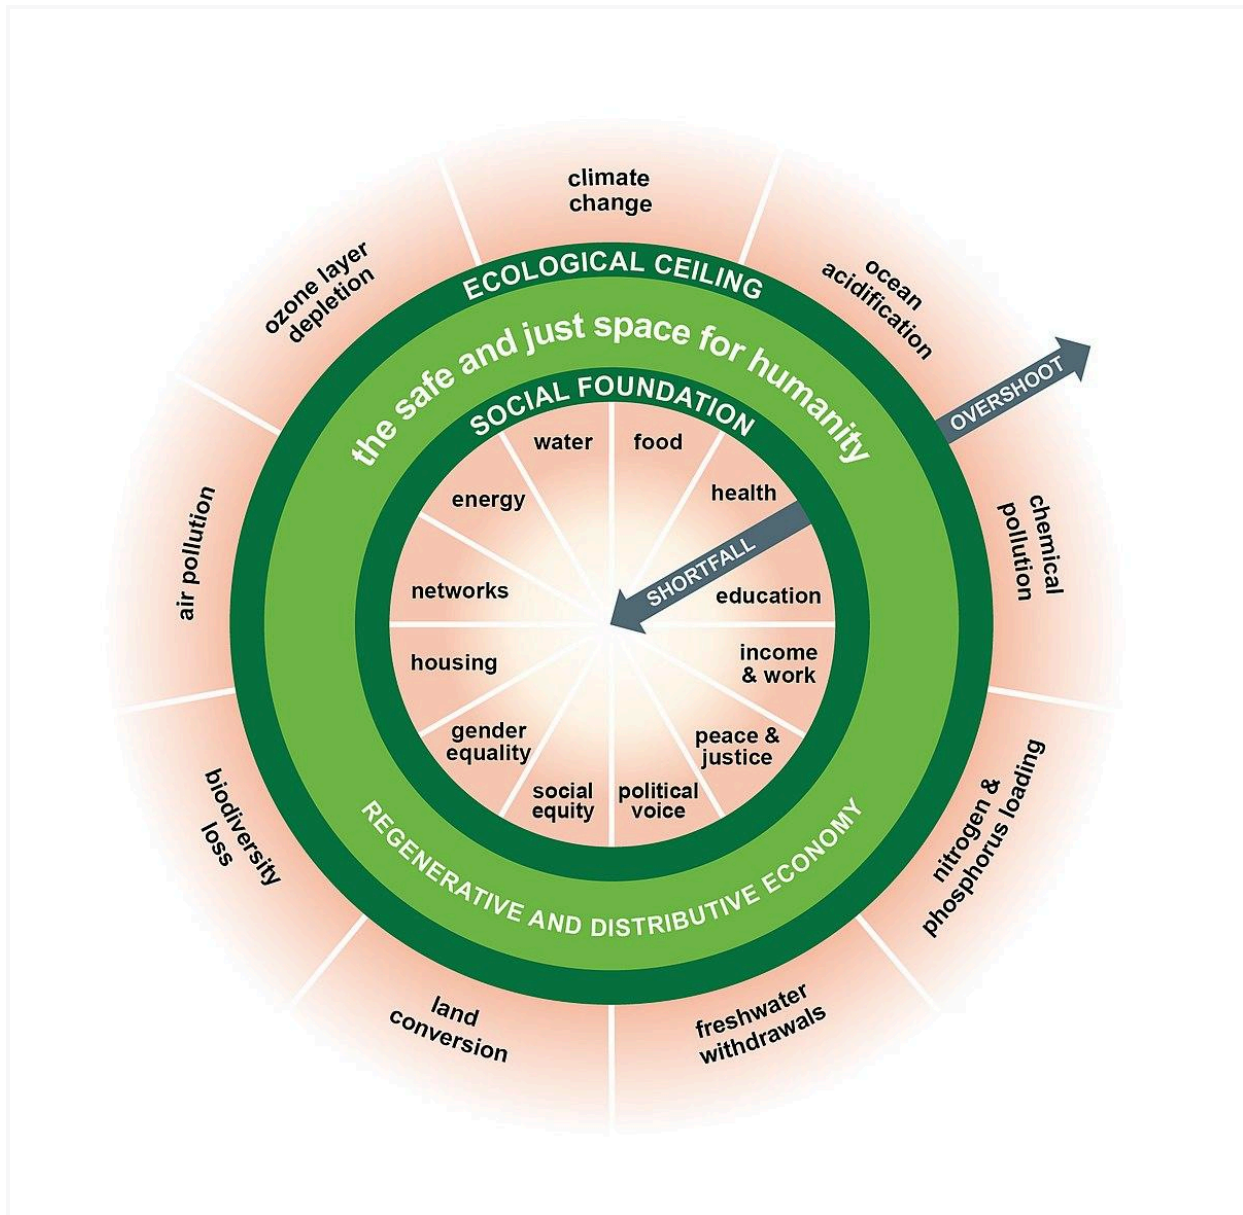 climate
change
ocean
acidification
OVERSHOOT
chemical
pollution
nitrogen &
phosphorus loading
freshwater
withdrawals
land
conversion
biodiversity
loss
air pollution
ozone layer
depletion
ECOLOGICAL CEILING
the safe and just space for humanity
SOCIAL FOUNDATION
water
food
health
SHORTFALL
education
income
& work
peace &
justice
political
voice
social
equity
gender
equality
housing
networks
energy
REGENERATIVE AND DISTRIBUTIVE ECONOMY